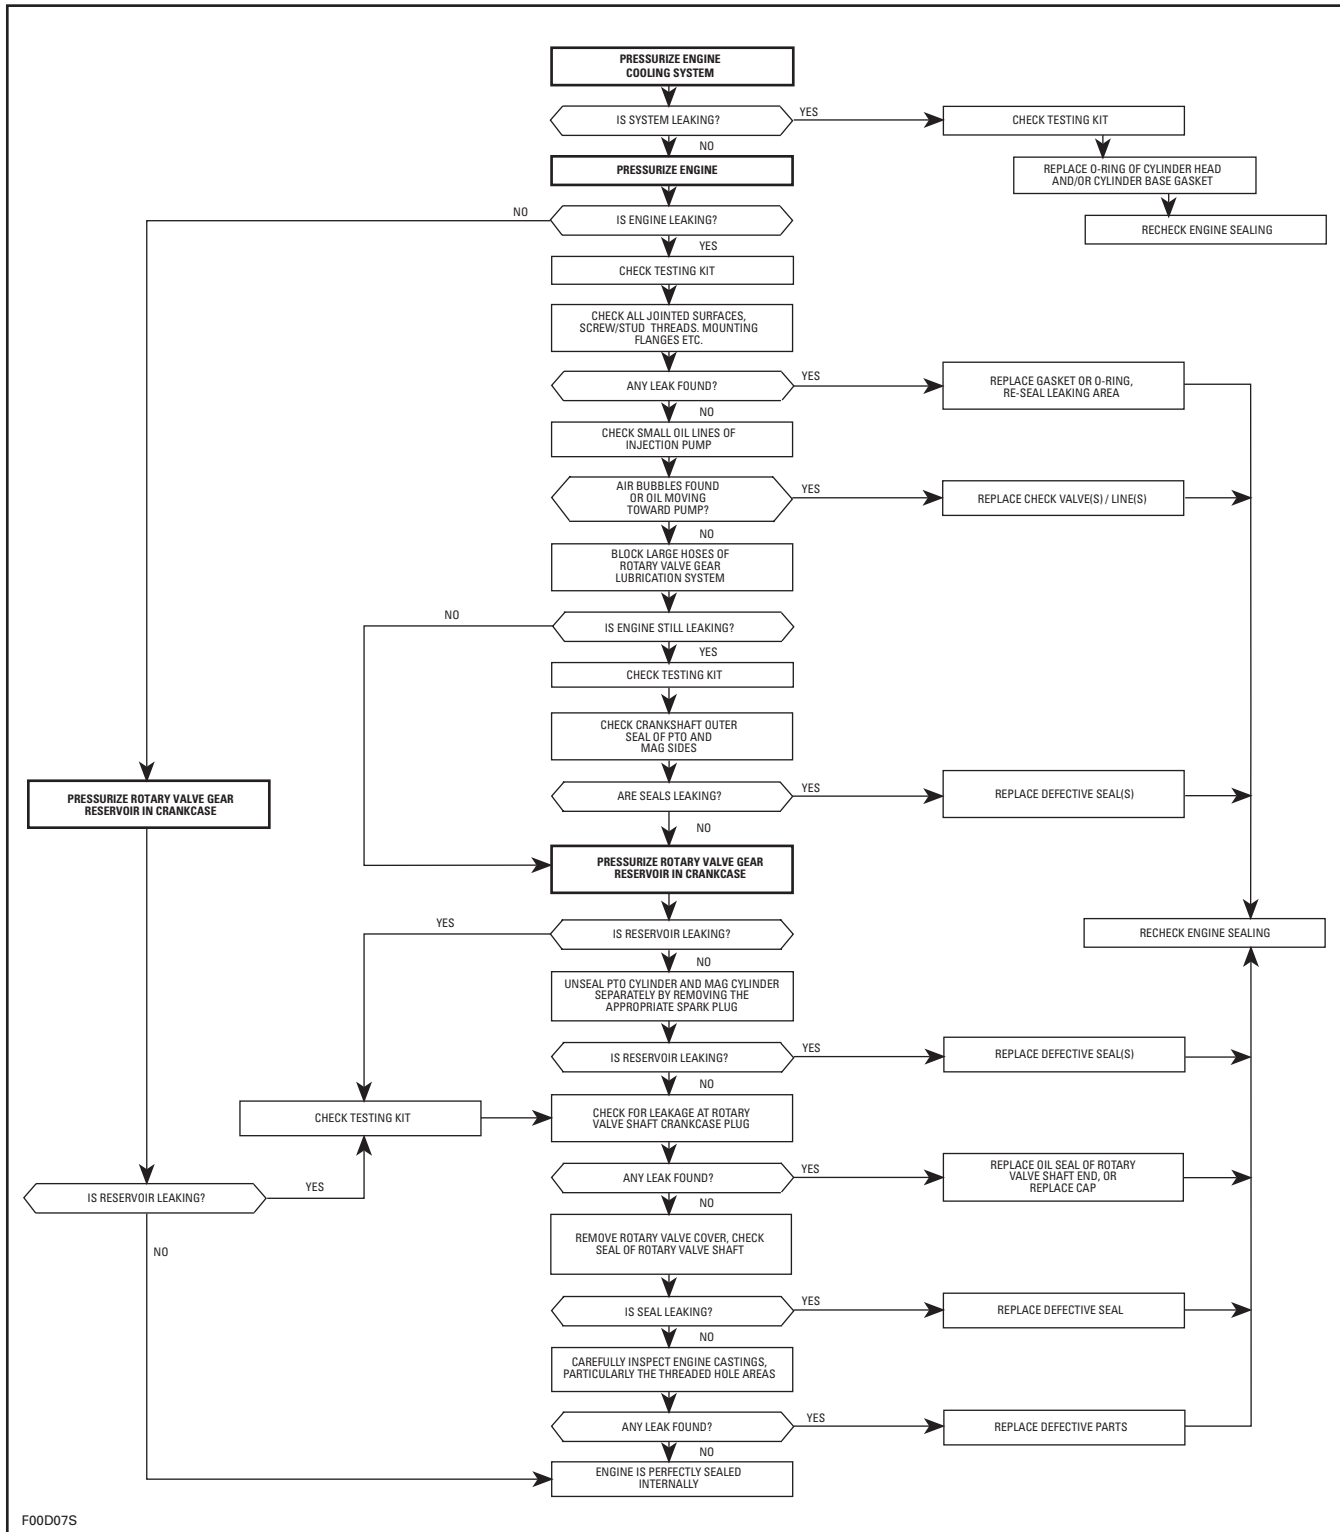 PRESSURIZE ENGINE
COOLING SYSTEM
IS SYSTEM LEAKING?
YES
CHECK TESTING KIT
REPLACE O-RING OF CYLINDER HEAD
AND/OR CYLINDER BASE GASKET
RECHECK ENGINE SEALING
NO
PRESSURIZE ENGINE
IS ENGINE LEAKING?
NO
YES
CHECK TESTING KIT
CHECK ALL JOINTED SURFACES,
SCREW/STUD THREADS. MOUNTING
FLANGES ETC.
ANY LEAK FOUND?
YES
REPLACE GASKET OR O-RING,
RE-SEAL LEAKING AREA
NO
CHECK SMALL OIL LINES OF
INJECTION PUMP
AIR BUBBLES FOUND
OR OIL MOVING
TOWARD PUMP?
YES
REPLACE CHECK VALVE(S) / LINE(S)
NO
BLOCK LARGE HOSES OF
ROTARY VALVE GEAR
LUBRICATION SYSTEM
NO
IS ENGINE STILL LEAKING?
YES
CHECK TESTING KIT
CHECK CRANKSHAFT OUTER
SEAL OF PTO AND
MAG SIDES
ARE SEALS LEAKING?
YES
REPLACE DEFECTIVE SEAL(S)
NO
PRESSURIZE ROTARY VALVE GEAR
RESERVOIR IN CRANKCASE
PRESSURIZE ROTARY VALVE GEAR
RESERVOIR IN CRANKCASE
YES
IS RESERVOIR LEAKING?
RECHECK ENGINE SEALING
NO
UNSEAL PTO CYLINDER AND MAG CYLINDER
SEPARATELY BY REMOVING THE
APPROPRIATE SPARK PLUG
IS RESERVOIR LEAKING?
YES
REPLACE DEFECTIVE SEAL(S)
NO
CHECK TESTING KIT
CHECK FOR LEAKAGE AT ROTARY
VALVE SHAFT CRANKCASE PLUG
IS RESERVOIR LEAKING?
YES
NO
ANY LEAK FOUND?
YES
REPLACE OIL SEAL OF ROTARY
VALVE SHAFT END, OR
REPLACE CAP
NO
REMOVE ROTARY VALVE COVER, CHECK
SEAL OF ROTARY VALVE SHAFT
IS SEAL LEAKING?
YES
REPLACE DEFECTIVE SEAL
NO
CAREFULLY INSPECT ENGINE CASTINGS,
PARTICULARLY THE THREADED HOLE AREAS
ANY LEAK FOUND?
YES
REPLACE DEFECTIVE PARTS
NO
ENGINE IS PERFECTLY SEALED
INTERNALLY
F00D07S